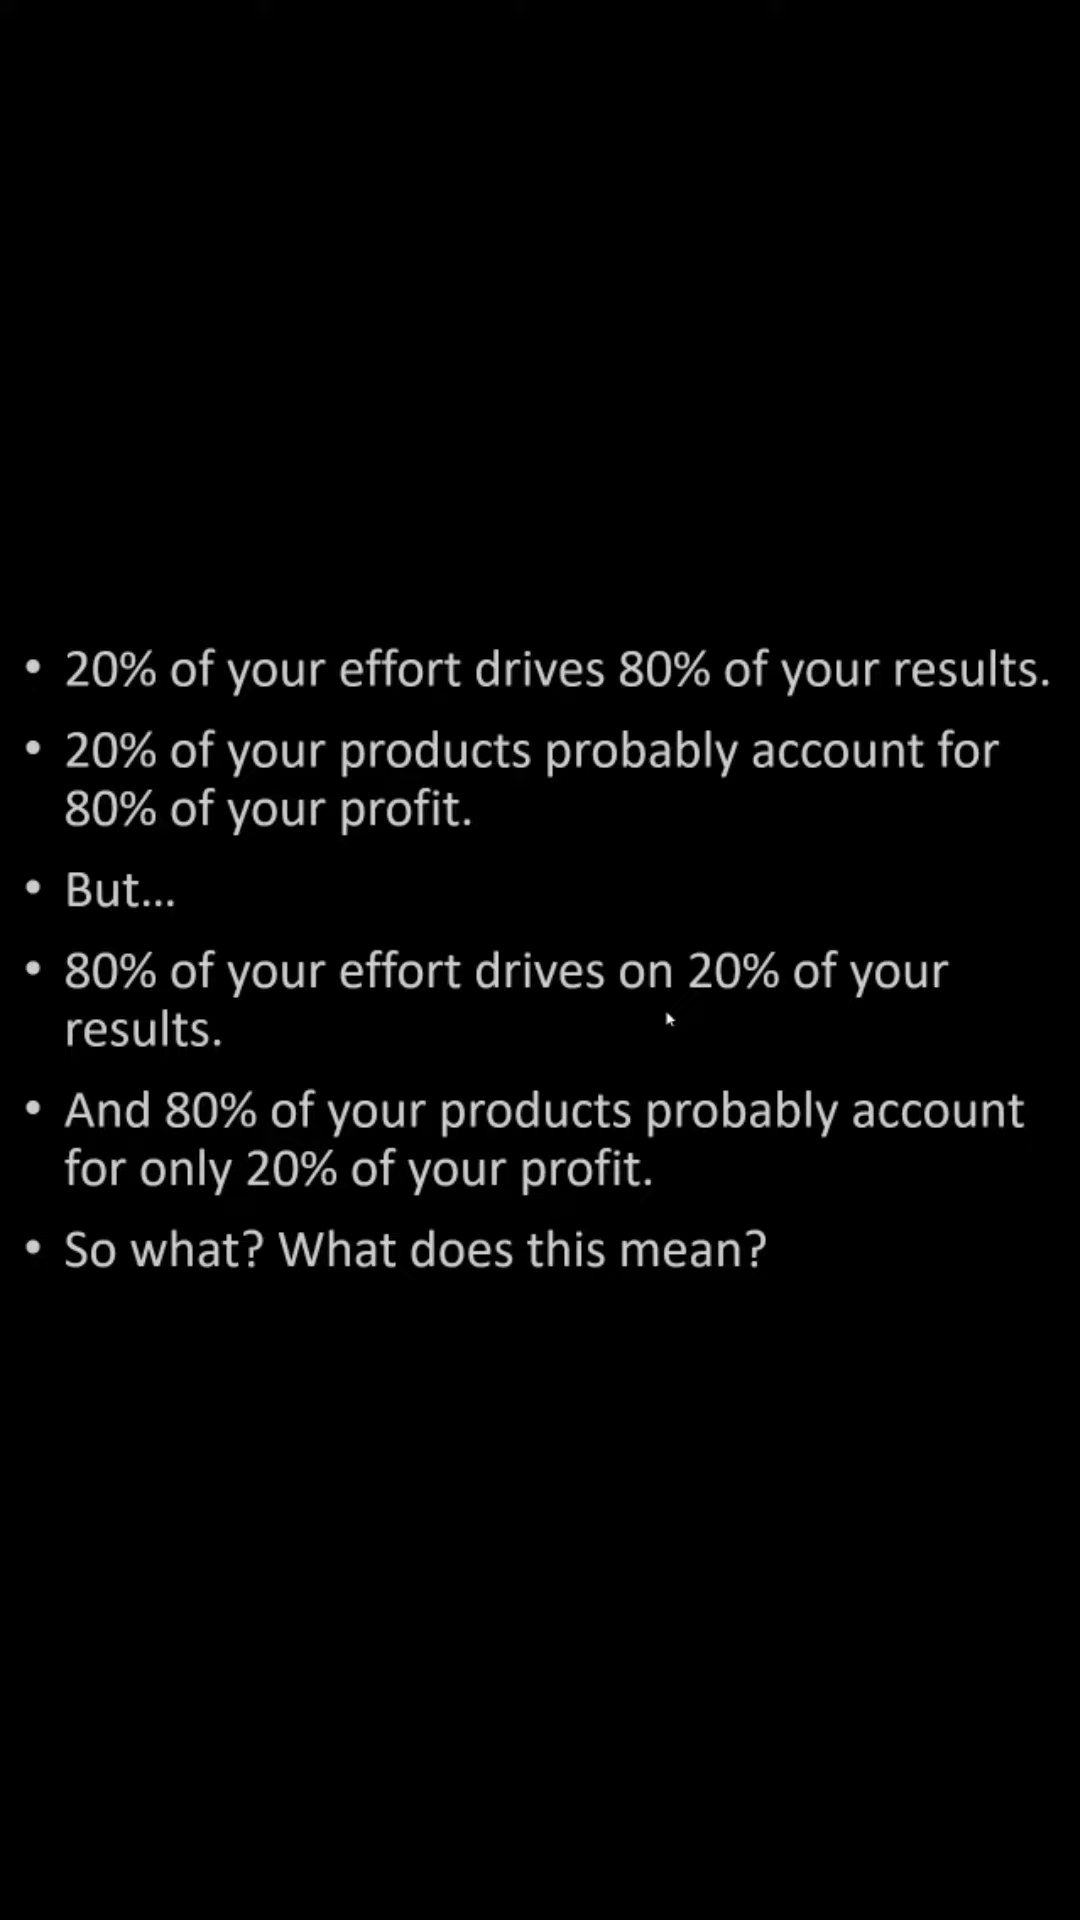 • 20% of your effort drives 80% of your results.
• 20% of your products probably account for
80% of your profit.
• But...
• 80% of your effort drives on 20% of your
results.
• And 80% of your products probably account
for only 20% of your profit.
• So what? What does this mean?